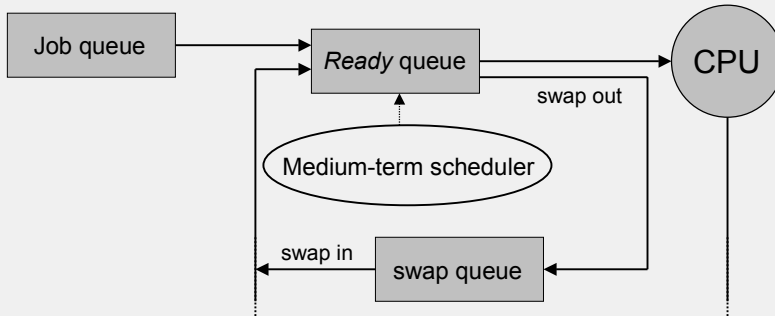 Job queue
Ready queue
CPU
swap out
Medium-term scheduler
swap in
swap queue